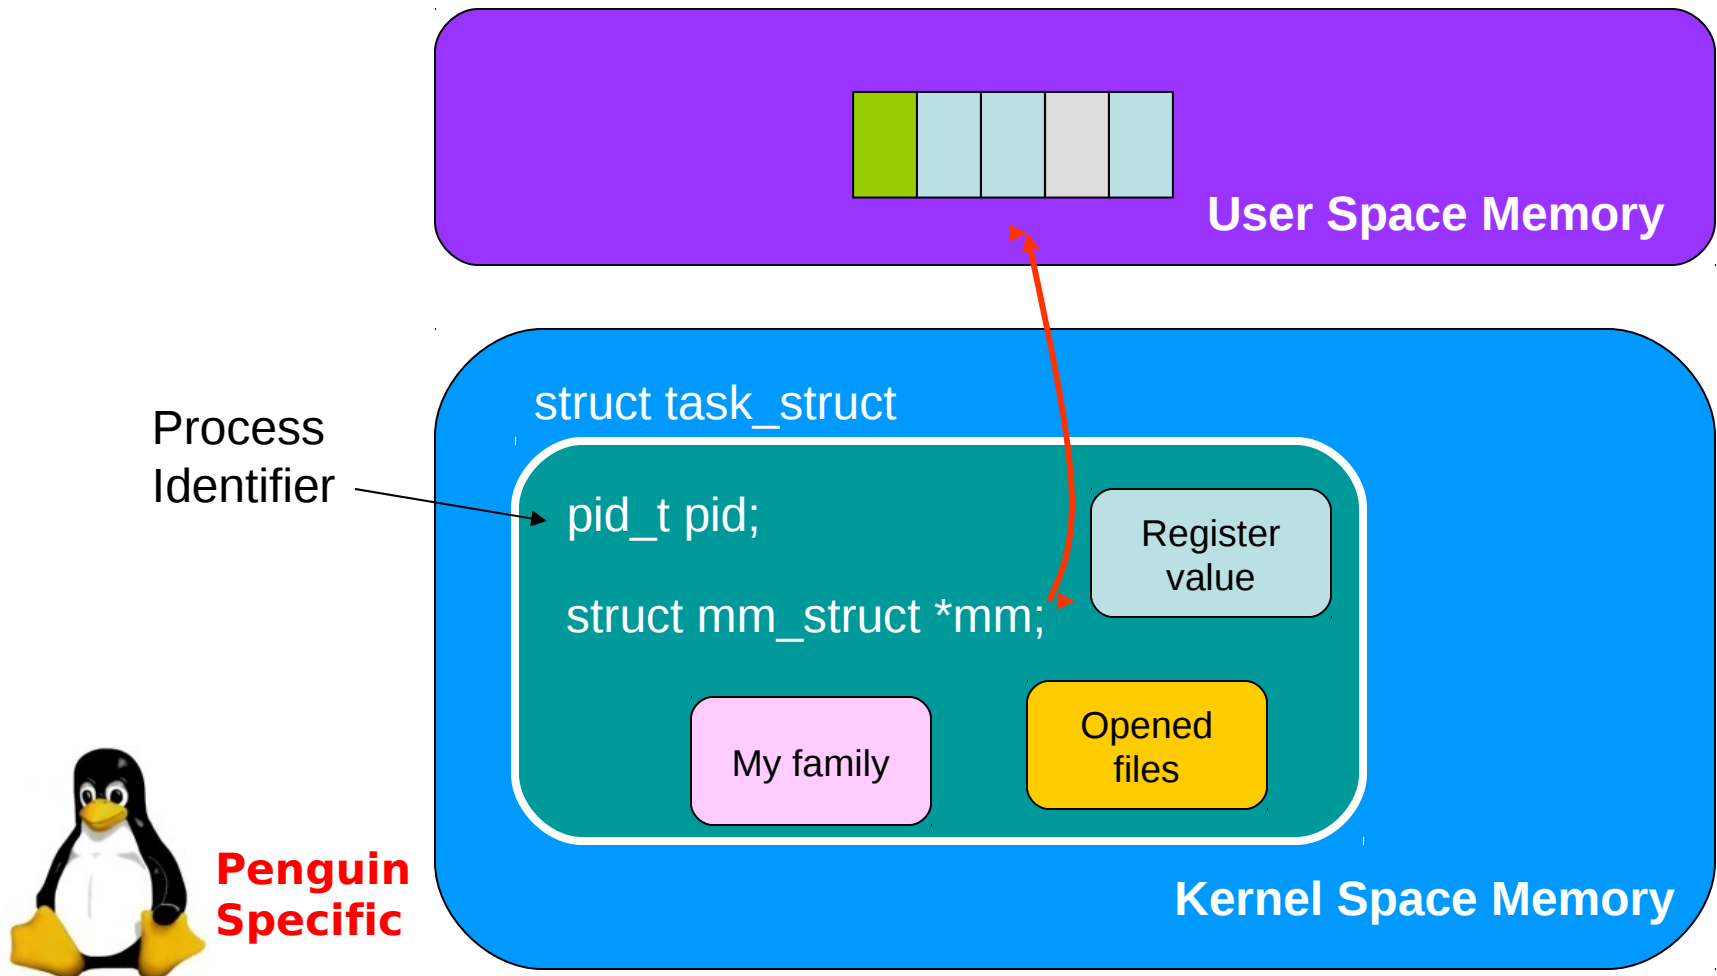 User Space Memory
struct task_struct
Process
Identifier
pid_t pid;
Register
value
struct mm_struct *mm;
My family
Opened
files
Penguin
Specific
Kernel Space Memory